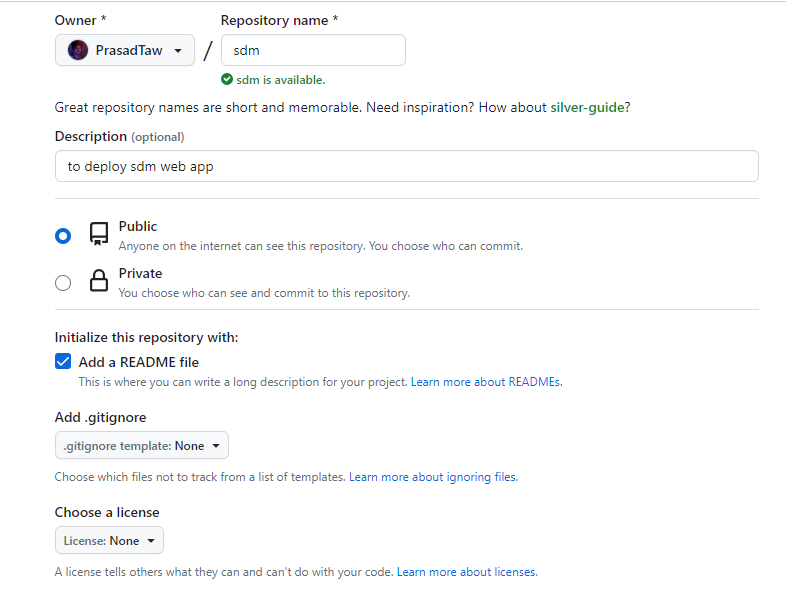 Owner * Repository name *
PrasadTaw / sdm
sdm is available.
Great repository names are short and memorable. Need inspiration? How about silver-guide?
Description (optional)
to deploy sdm web app
Public
Anyone on the internet can see this repository. You choose who can commit.
Private
You choose who can see and commit to this repository.
Initialize this repository with:
Add a README file
This is where you can write a long description for your project. Learn more about READMEs.
Add .gitignore
.gitignore template: None
Choose which files not to track from a list of templates. Learn more about ignoring files.
Choose a license
License: None
A license tells others what they can and can't do with your code. Learn more about licenses.